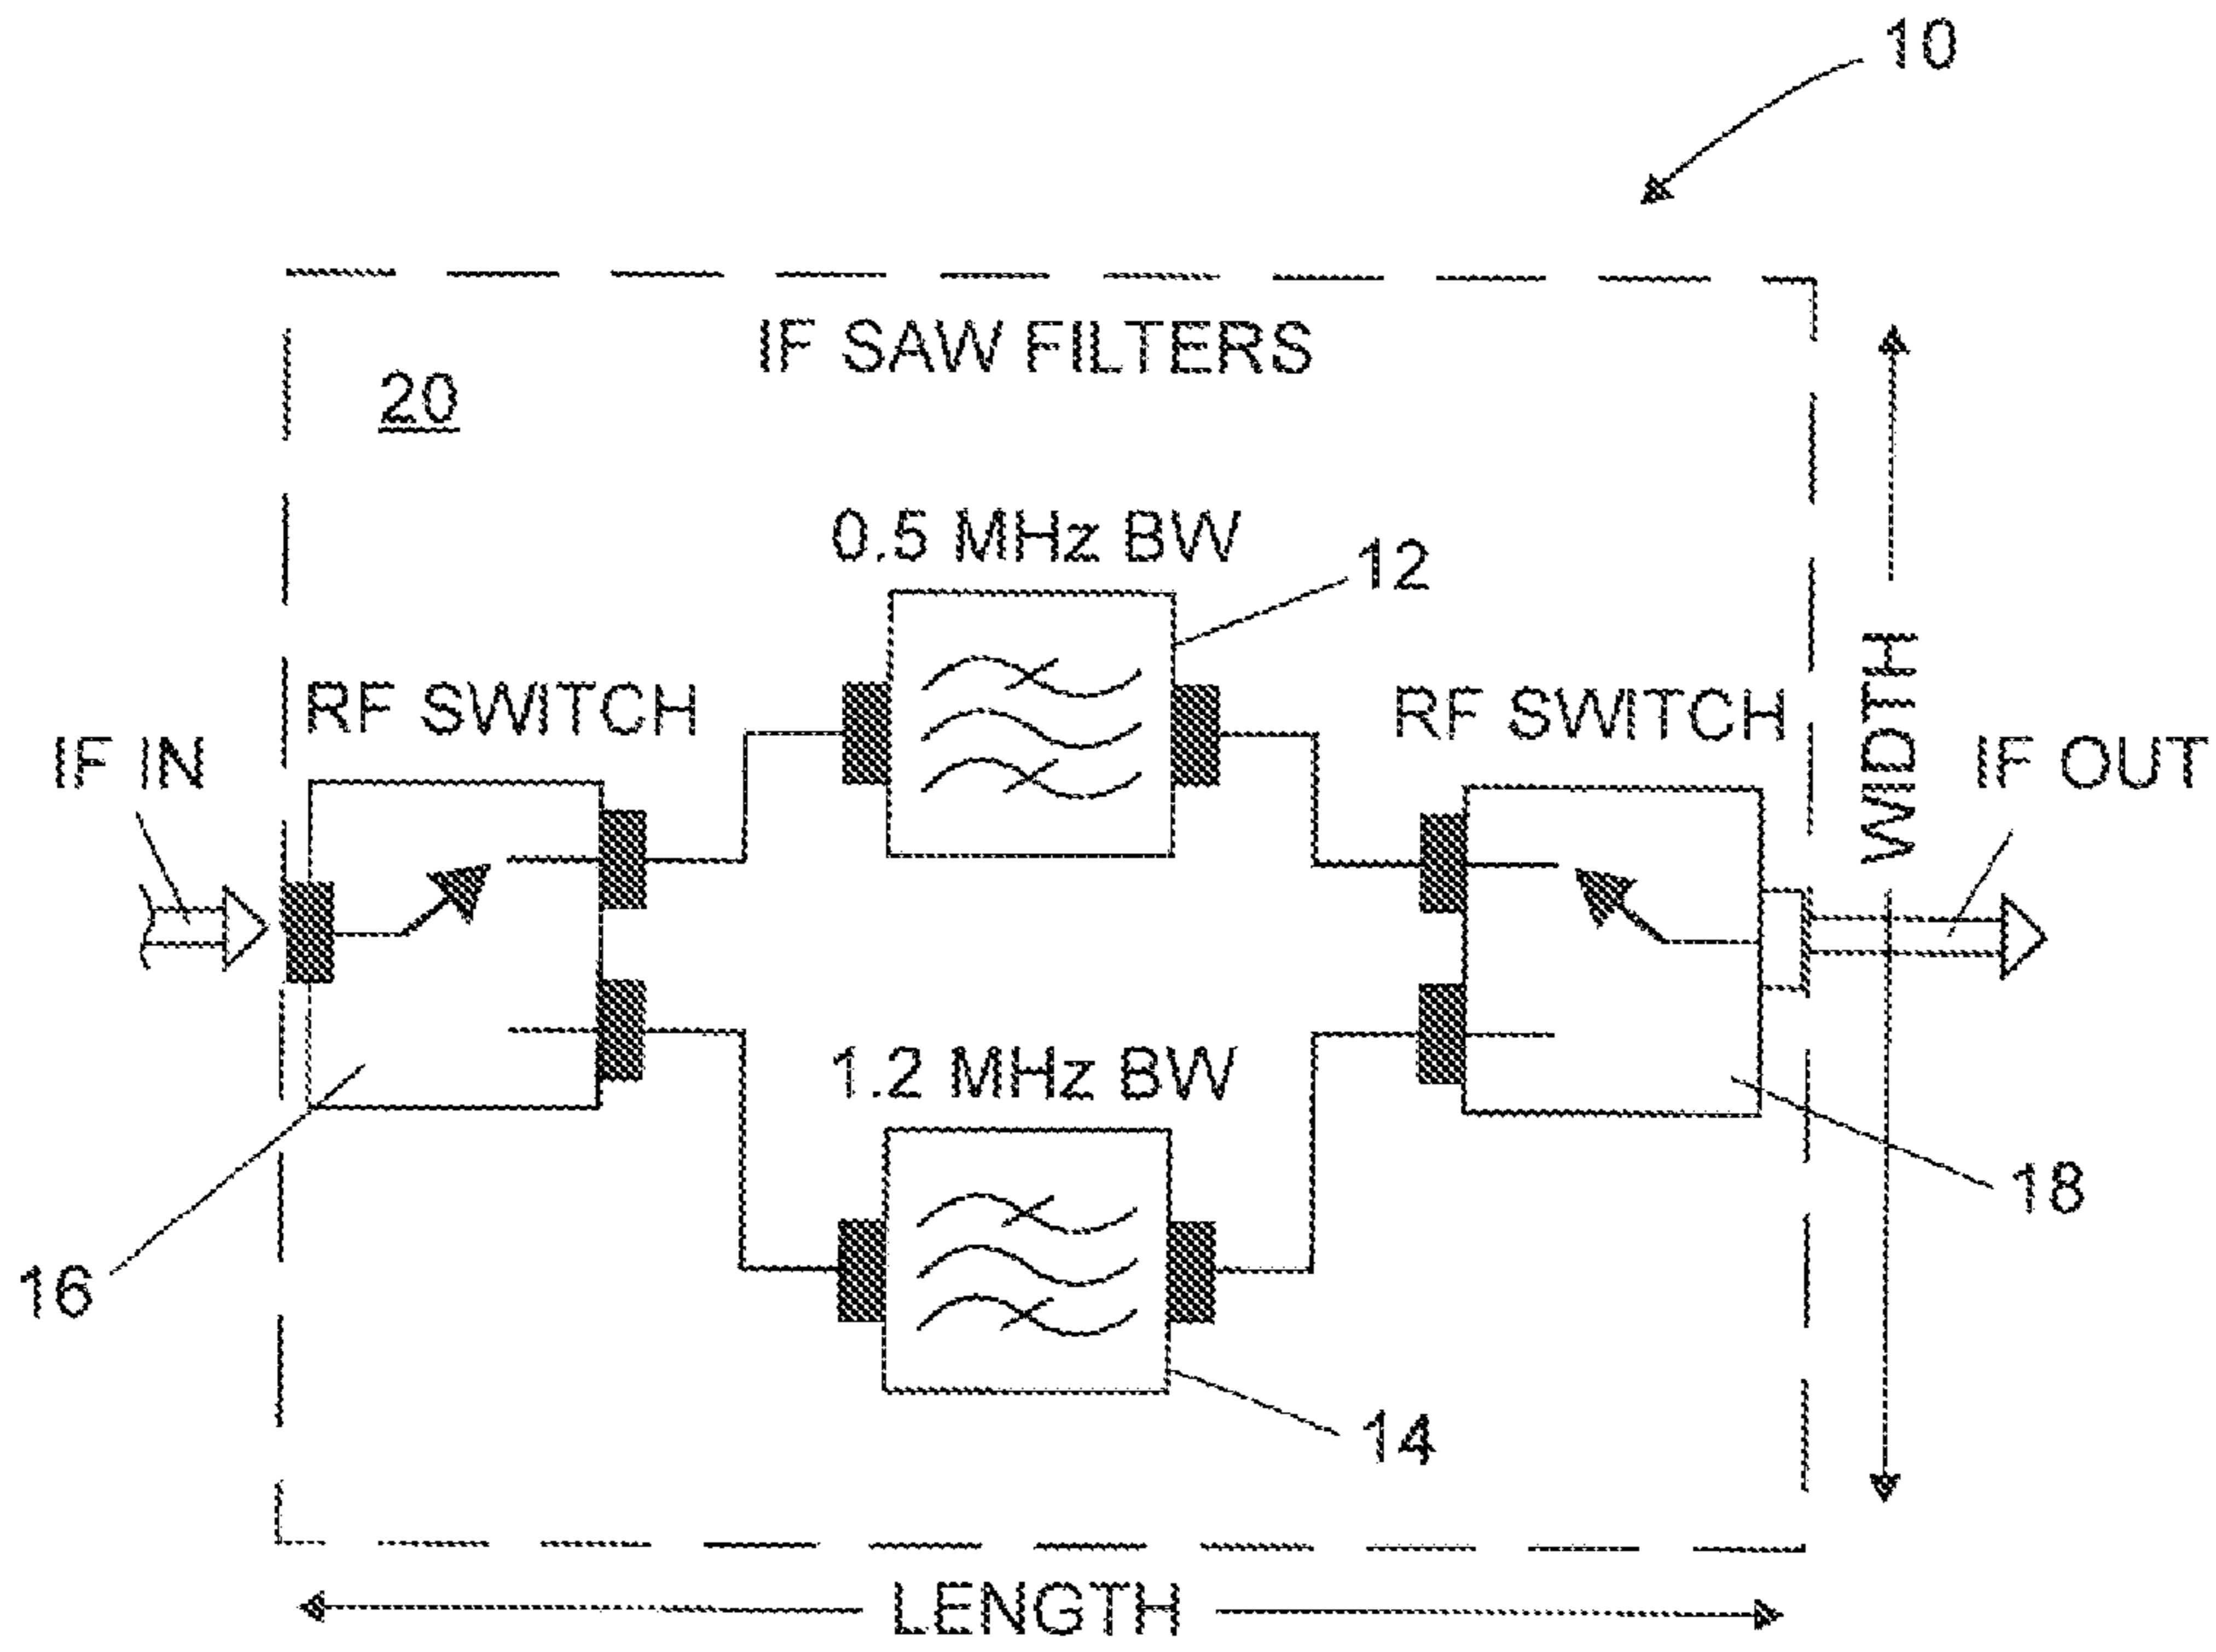 10
IF SAW FILTERS
20
0.5 MHz BW
12
RF SWITCH
RF SWITCH
WIDTH
IF IN
IF OUT
1.2 MHz BW
18
16
14
LENGTH